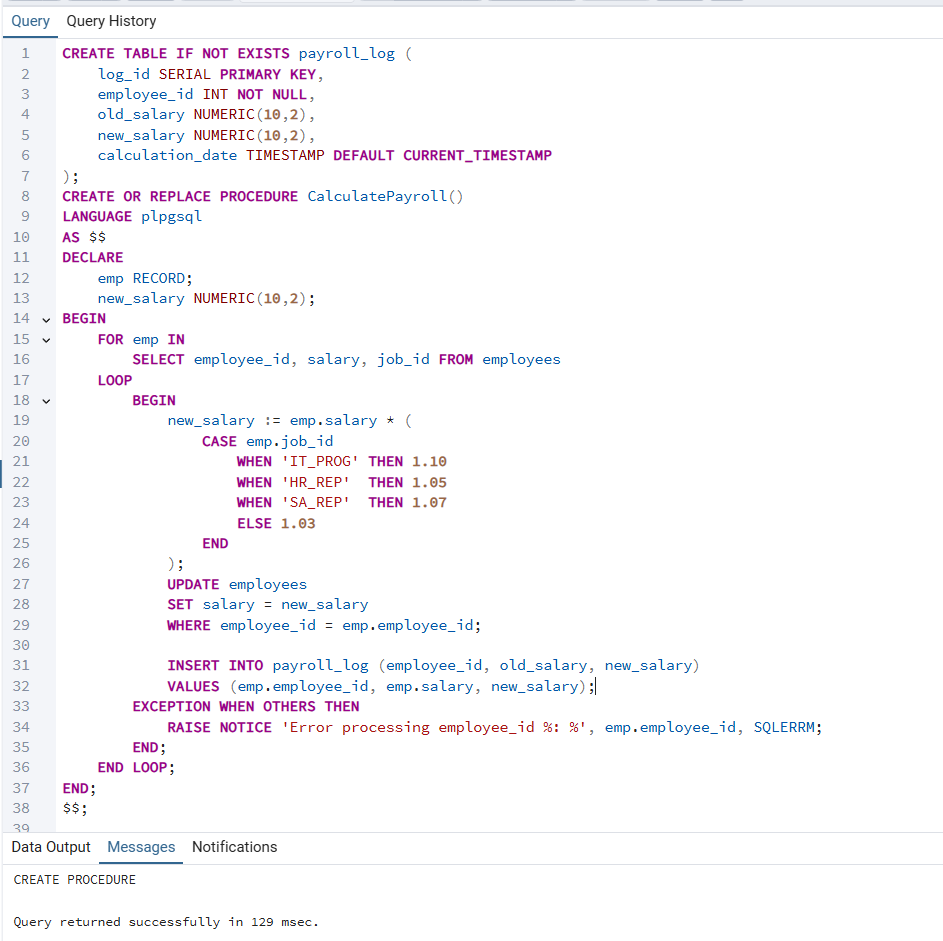 Query Query History
1 CREATE TABLE IF NOT EXISTS payroll_log (
2     log_id SERIAL PRIMARY KEY,
3     employee_id INT NOT NULL,
4     old_salary NUMERIC(10,2),
5     new_salary NUMERIC(10,2),
6     calculation_date TIMESTAMP DEFAULT CURRENT_TIMESTAMP
7 );
8 CREATE OR REPLACE PROCEDURE CalculatePayroll()
9 LANGUAGE plpgsql
10 AS $$
11 DECLARE
12     emp RECORD;
13     new_salary NUMERIC(10,2);
14 BEGIN
15     FOR emp IN
16         SELECT employee_id, salary, job_id FROM employees
17     LOOP
18         BEGIN
19             new_salary := emp.salary * (
20                 CASE emp.job_id
21                     WHEN 'IT_PROG' THEN 1.10
22                     WHEN 'HR_REP'  THEN 1.05
23                     WHEN 'SA_REP'  THEN 1.07
24                     ELSE 1.03
25                 END
26             );
27             UPDATE employees
28             SET salary = new_salary
29             WHERE employee_id = emp.employee_id;
30
31             INSERT INTO payroll_log (employee_id, old_salary, new_salary)
32             VALUES (emp.employee_id, emp.salary, new_salary);
33         EXCEPTION WHEN OTHERS THEN
34             RAISE NOTICE 'Error processing employee_id %: %', emp.employee_id, SQLERRM;
35         END;
36     END LOOP;
37 END;
38 $$;
39
Data Output Messages Notifications
CREATE PROCEDURE
Query returned successfully in 129 msec.